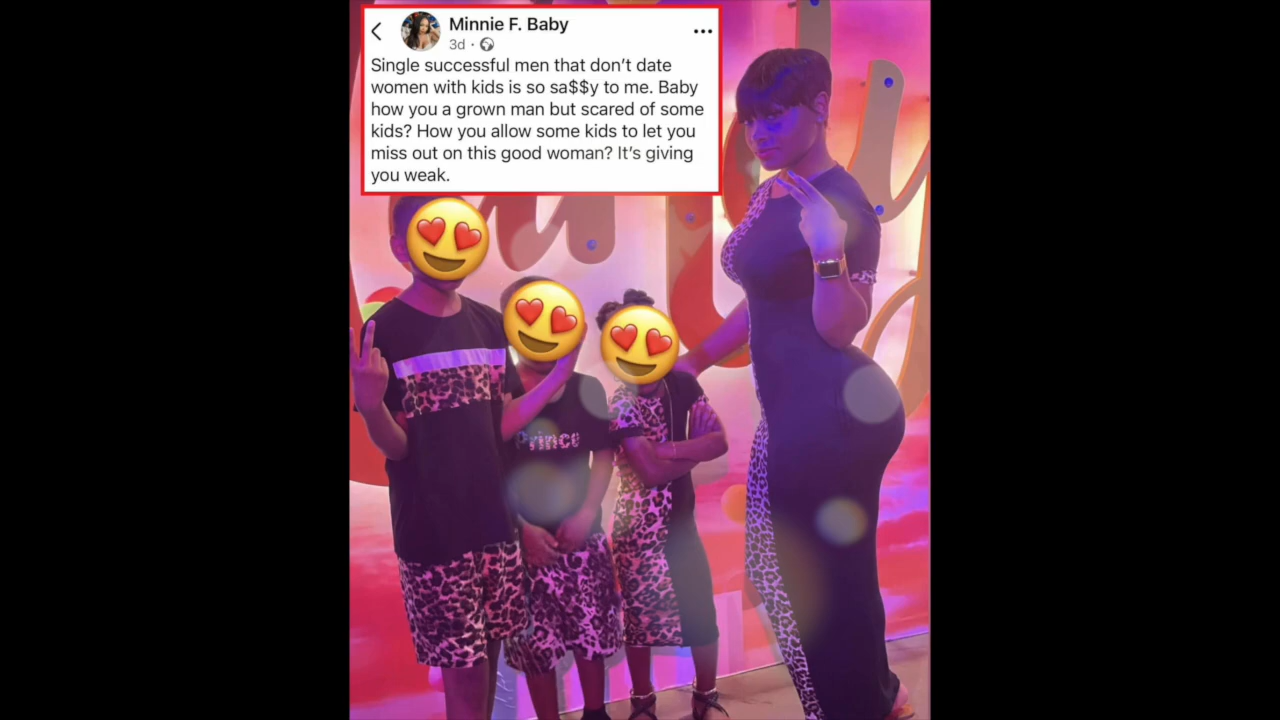 Minnie F. Baby
3d ·
Single successful men that don't date
women with kids is so sa$$y to me. Baby
how you a grown man but scared of some
kids? How you allow some kids to let you
miss out on this good woman? It's giving
you weak.
Prince